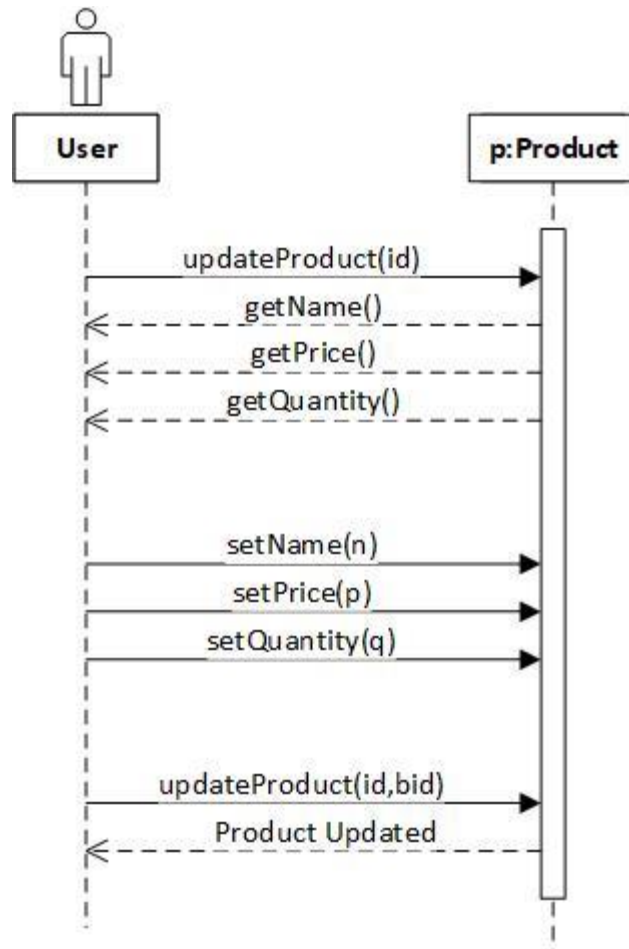 User
p:Product
updateProduct(id)
getName()
getPrice()
getQuantity()
setName(n)
setPrice(p)
setQuantity(q)
updateProduct(id,bid)
Product Updated